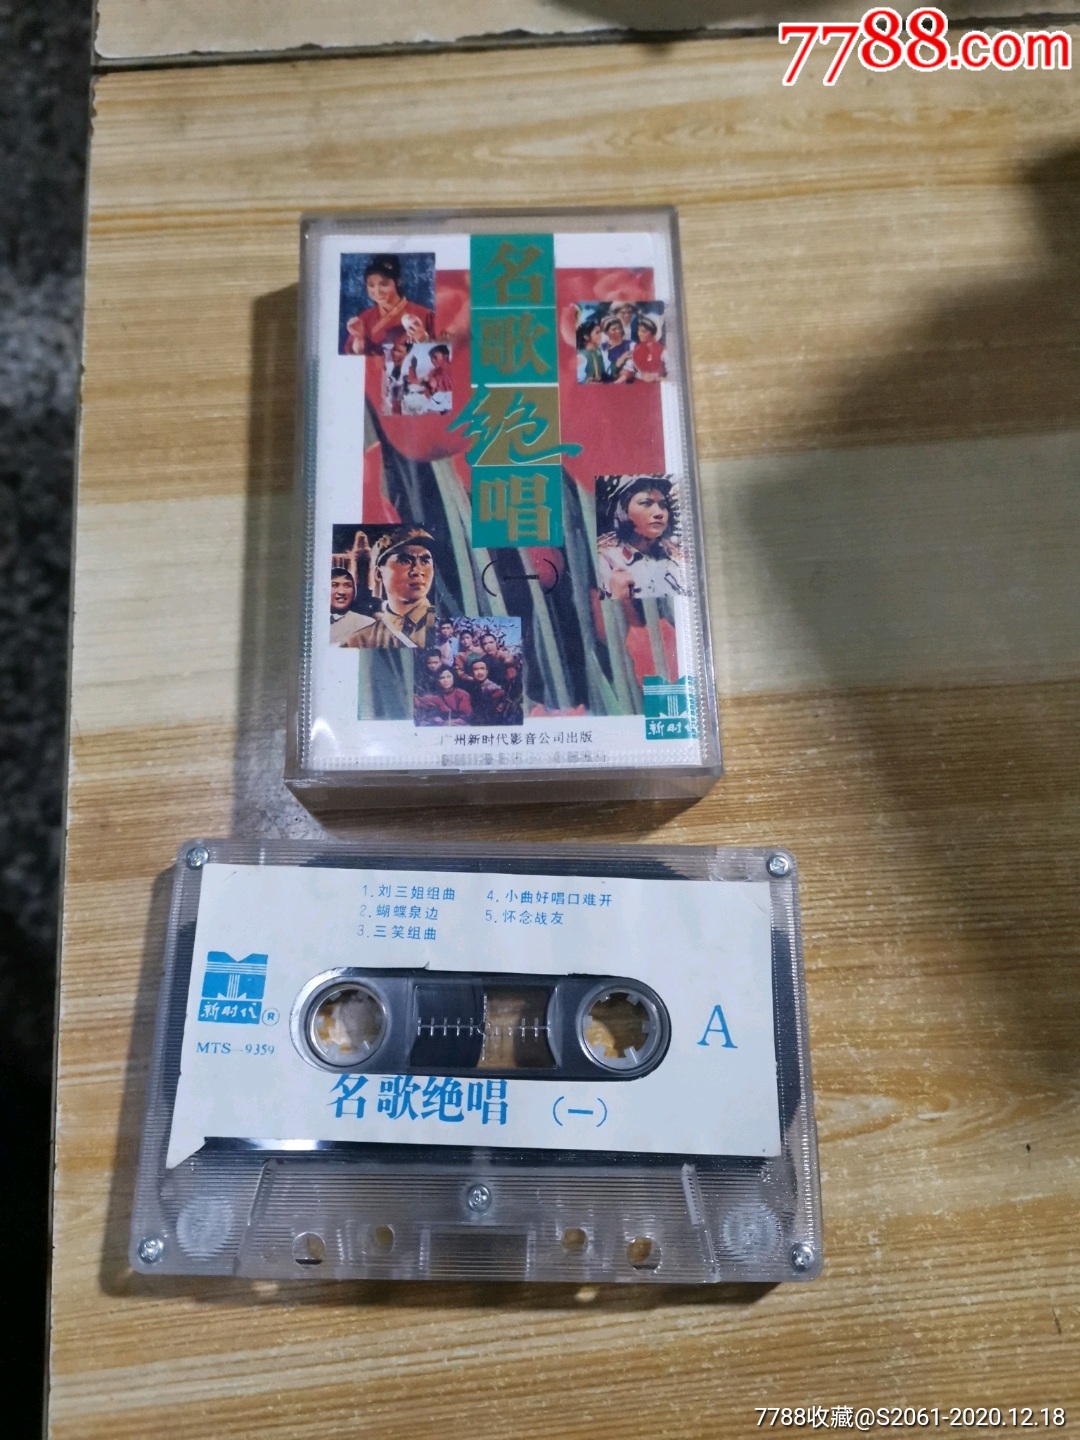 7788.com
名歌绝唱
(一)
新时代
广州新时代影音公司出版
1.刘三姐组曲
2.蝴蝶泉边
3.三笑组曲
4.小曲好唱口难开
5.怀念战友
新时代®
MTS-9359
A
名歌绝唱 (一)
7788收藏@S2061-2020.12.18